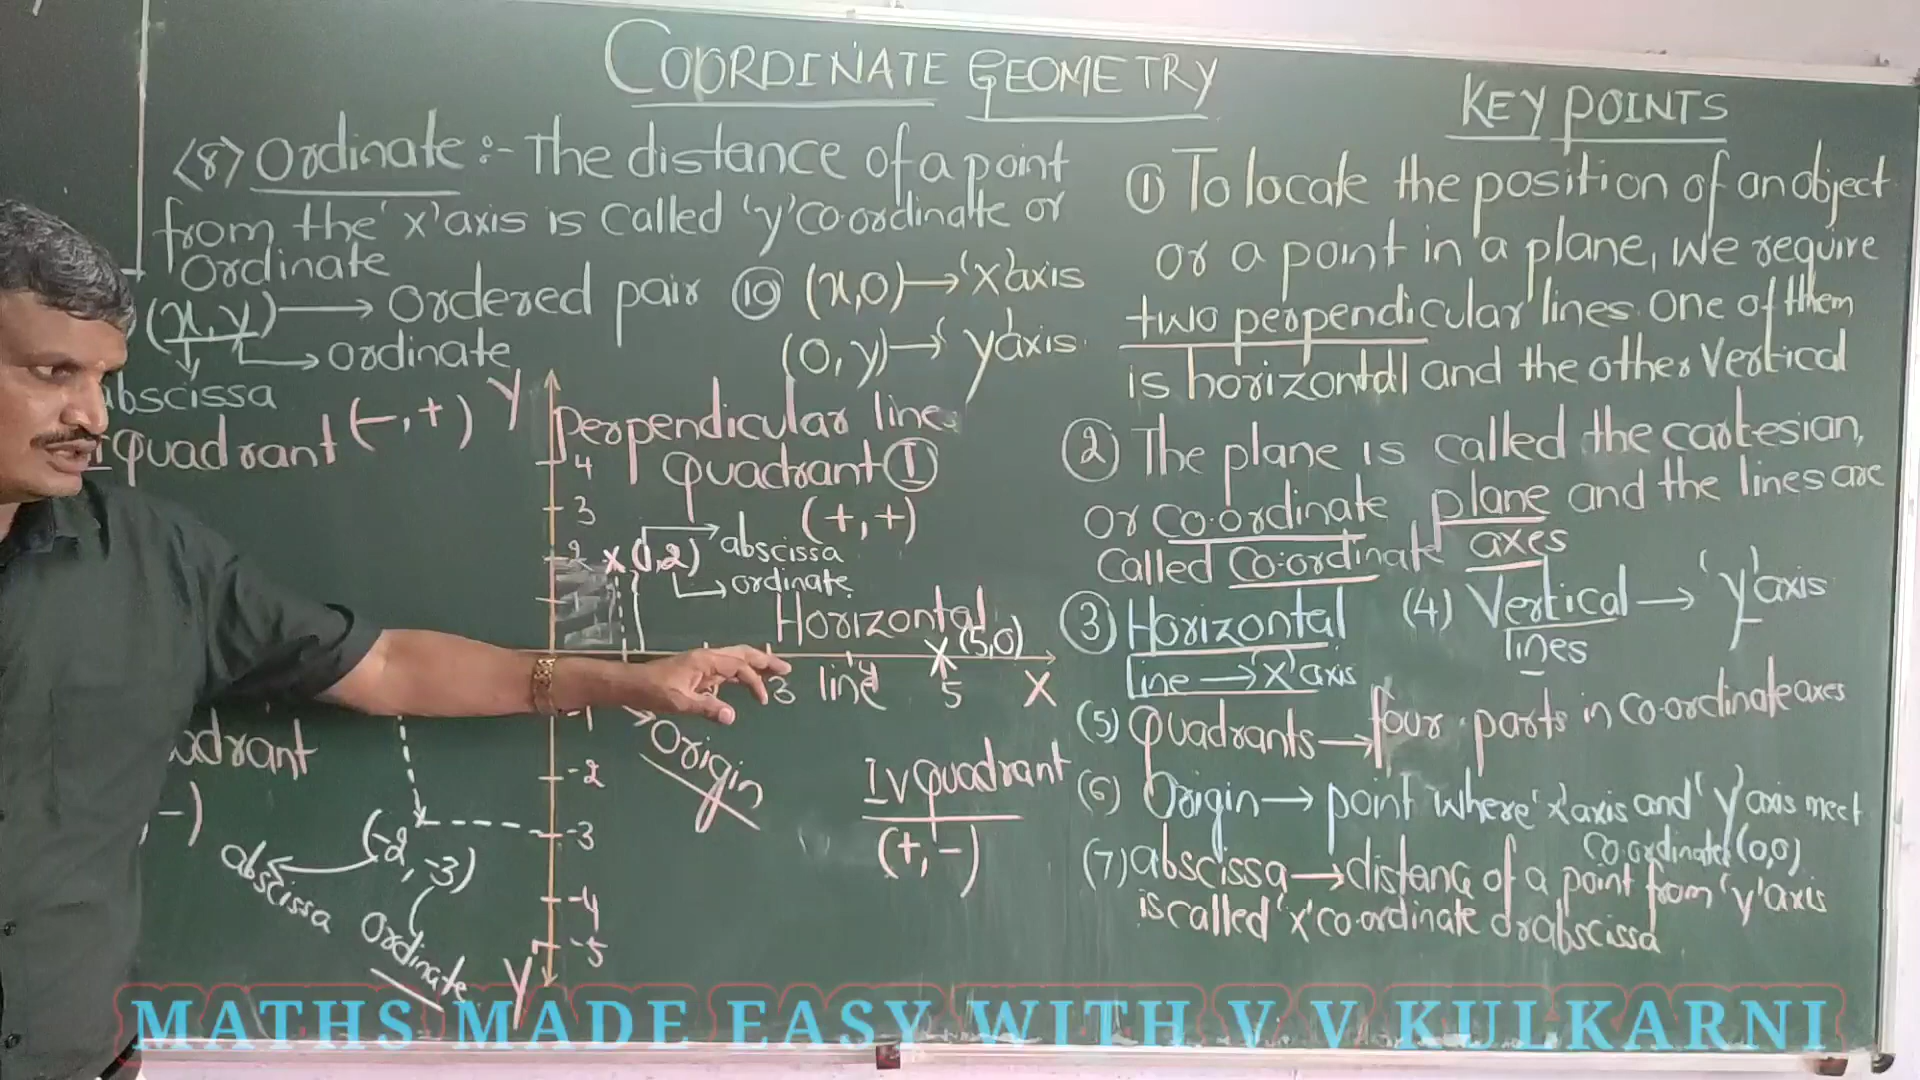 COORDINATE GEOMETRY
(8) Ordinate :- The distance of a point
from the 'x' axis is called 'y' co.ordinate or
Ordinate
(x, y) → Ordered pair
→ ordinate
abscissa
(10) (x,0) → 'x' axis
(0, y) → y'axis
quadrant (-, +)
Y
Perpendicular line
Quadrant (I)
(+, +)
4
3
2
1
x (1,2)
abscissa
ordinate
Horizontal
line
x (5,0)
3
4
5
X
-1
-2
-3
-4
-5
Y'
Origin
IV quadrant
(+, -)
adrant
, -)
(-2, -3)
abscissa
Ordinate
KEY POINTS
(1) To locate the position of an object
or a point in a plane, we require
two perpendicular lines. One of them
is horizontal and the other Vertical
(2) The plane is called the cartesian,
or co.ordinate plane and the lines are
Called Co.ordinate axes
(3) Horizontal
line → 'X' axis
(4) Vertical → 'y' axis
lines
(5) Quadrants → four parts in co.ordinate axes
(6) Origin → point where 'x' axis and 'y' axis meet
Co.ordinates (0,0)
(7) abscissa → distance of a point from 'y' axis
is called 'x' co.ordinate or abscissa
MATHS MADE EASY WITH V V KULKARNI